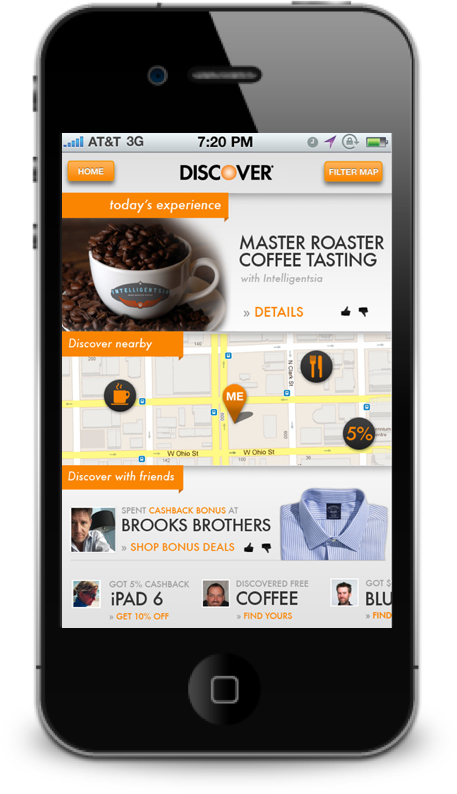 AT&T 3G 7:20 PM
HOME
DISCOVER
FILTER MAP
today's experience
INTELLIGENTSIA
MASTER ROASTER
COFFEE TASTING
with Intelligentsia
» DETAILS
Discover nearby
N Clark St
ME
5%
W Ohio St
W Ohio St
Discover with friends
SPENT CASHBACK BONUS AT
BROOKS BROTHERS
» SHOP BONUS DEALS
GOT 5% CASHBACK
iPAD 6
» GET 10% OFF
DISCOVERED FREE
COFFEE
» FIND YOURS
GOT $
BLU
» FIND